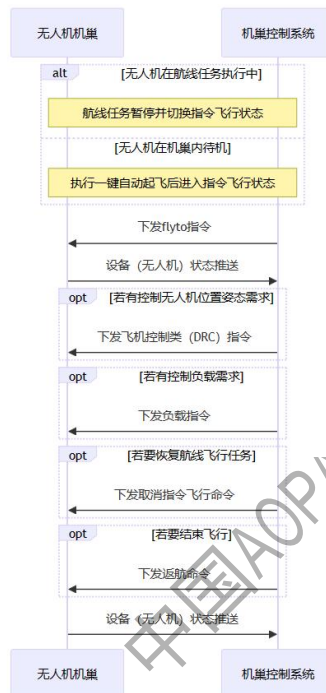 无人机机巢
机巢控制系统
alt
[无人机在航线任务执行中]
航线任务暂停并切换指令飞行状态
[无人机在机巢内待机]
执行一键自动起飞后进入指令飞行状态
下发flyto指令
设备（无人机）状态推送
opt
[若有控制无人机位置姿态需求]
下发飞机控制类（DRC）指令
opt
[若有控制负载需求]
下发负载指令
opt
[若要恢复航线飞行任务]
下发取消指令飞行命令
opt
[若要结束飞行]
下发返航命令
设备（无人机）状态推送
无人机机巢
机巢控制系统
中国AOPA